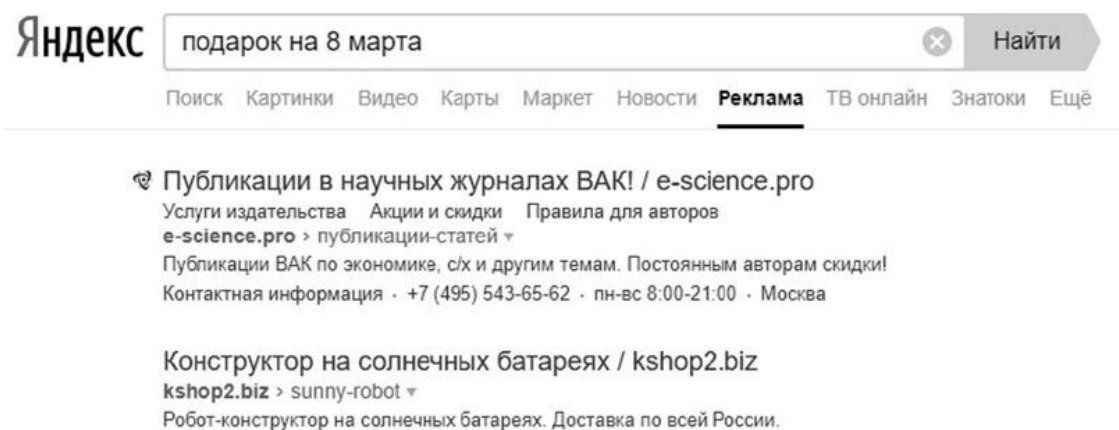 Яндекс подарок на 8 марта Найти
Поиск Картинки Видео Карты Маркет Новости Реклама ТВ онлайн Знатоки Ещё
Публикации в научных журналах ВАК! / e-science.pro
Услуги издательства Акции и скидки Правила для авторов
e-science.pro › публикации-статей
Публикации ВАК по экономике, с/х и другим темам. Постоянным авторам скидки!
Контактная информация · +7 (495) 543-65-62 · пн-вс 8:00-21:00 · Москва
Конструктор на солнечных батареях / kshop2.biz
kshop2.biz › sunny-robot
Робот-конструктор на солнечных батареях. Доставка по всей России.